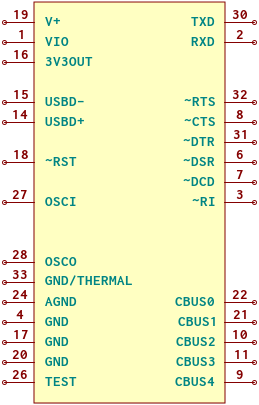 19 V+ TXD 30
1 VIO RXD 2
16 3V3OUT
15 USBD- ~RTS 32
14 USBD+ ~CTS 8
~DTR 31
18 ~RST ~DSR 6
~DCD 7
27 OSCI ~RI 3
28 OSCO
33 GND/THERMAL
24 AGND CBUS0 22
4 GND CBUS1 21
17 GND CBUS2 10
20 GND CBUS3 11
26 TEST CBUS4 9